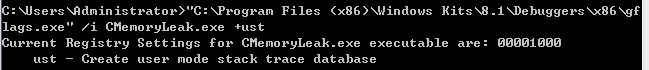 C:\Users\Administrator>"C:\Program Files (x86)\Windows Kits\8.1\Debuggers\x86\gf
lags.exe" /i CMemoryLeak.exe +ust
Current Registry Settings for CMemoryLeak.exe executable are: 00001000
    ust - Create user mode stack trace database